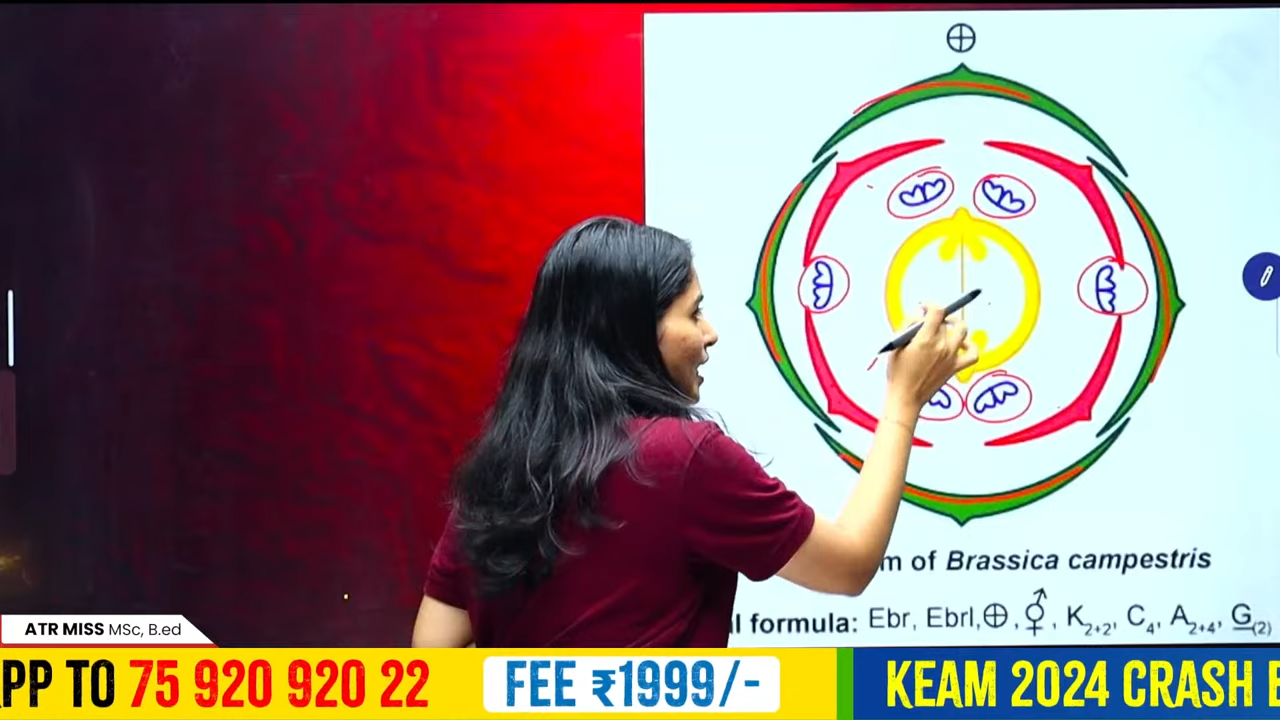 m of Brassica campestris
l formula: Ebr, Ebrl,⊕, ⚥, K2+2, C4, A2+4, G(2)
ATR MISS MSc, B.ed
PP TO 75 920 920 22 FEE ₹1999/- KEAM 2024 CRASH